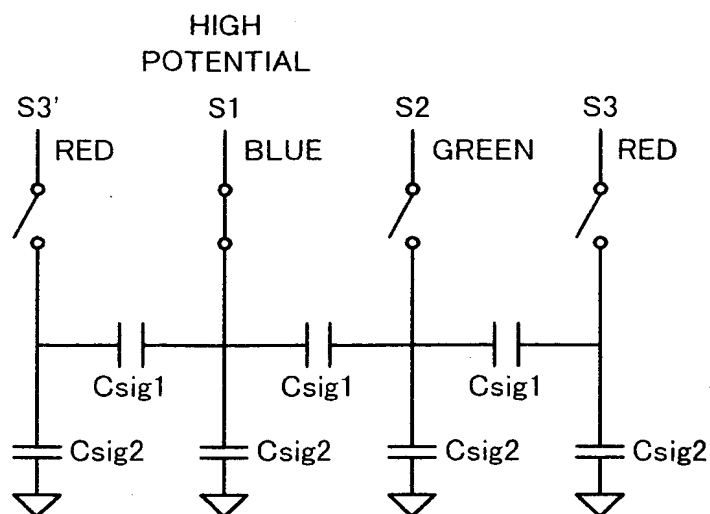 HIGH
POTENTIAL
S3' S1 S2 S3
RED BLUE GREEN RED
Csig1 Csig1 Csig1
Csig2 Csig2 Csig2 Csig2